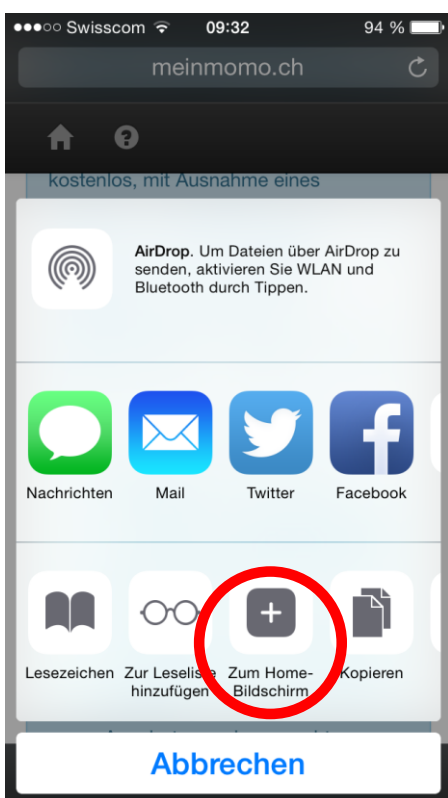 Swisscom 09:32 94 %
meinmomo.ch
kostenlos, mit Ausnahme eines
AirDrop. Um Dateien über AirDrop zu
senden, aktivieren Sie WLAN und
Bluetooth durch Tippen.
Nachrichten Mail Twitter Facebook
Lesezeichen Zur Leseliste Zum Home- Kopieren
hinzufügen Bildschirm
Abbrechen